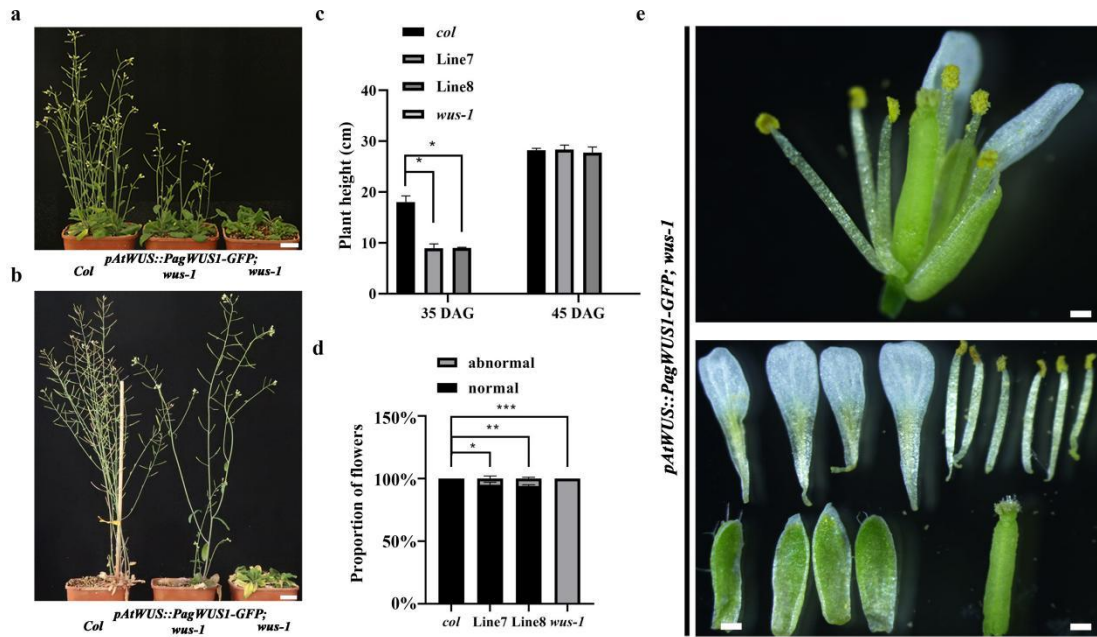 a
Col
pAtWUS::PagWUS1-GFP;
wus-1
wus-1
b
Col
pAtWUS::PagWUS1-GFP;
wus-1
wus-1
c
col
Line7
Line8
wus-1
Plant height (cm)
40
30
20
10
0
*
*
35 DAG
45 DAG
d
abnormal
normal
Proportion of flowers
150%
100%
50%
0%
50%
100%
***
**
*
col
Line7
Line8
wus-1
e
pAtWUS::PagWUS1-GFP; wus-1